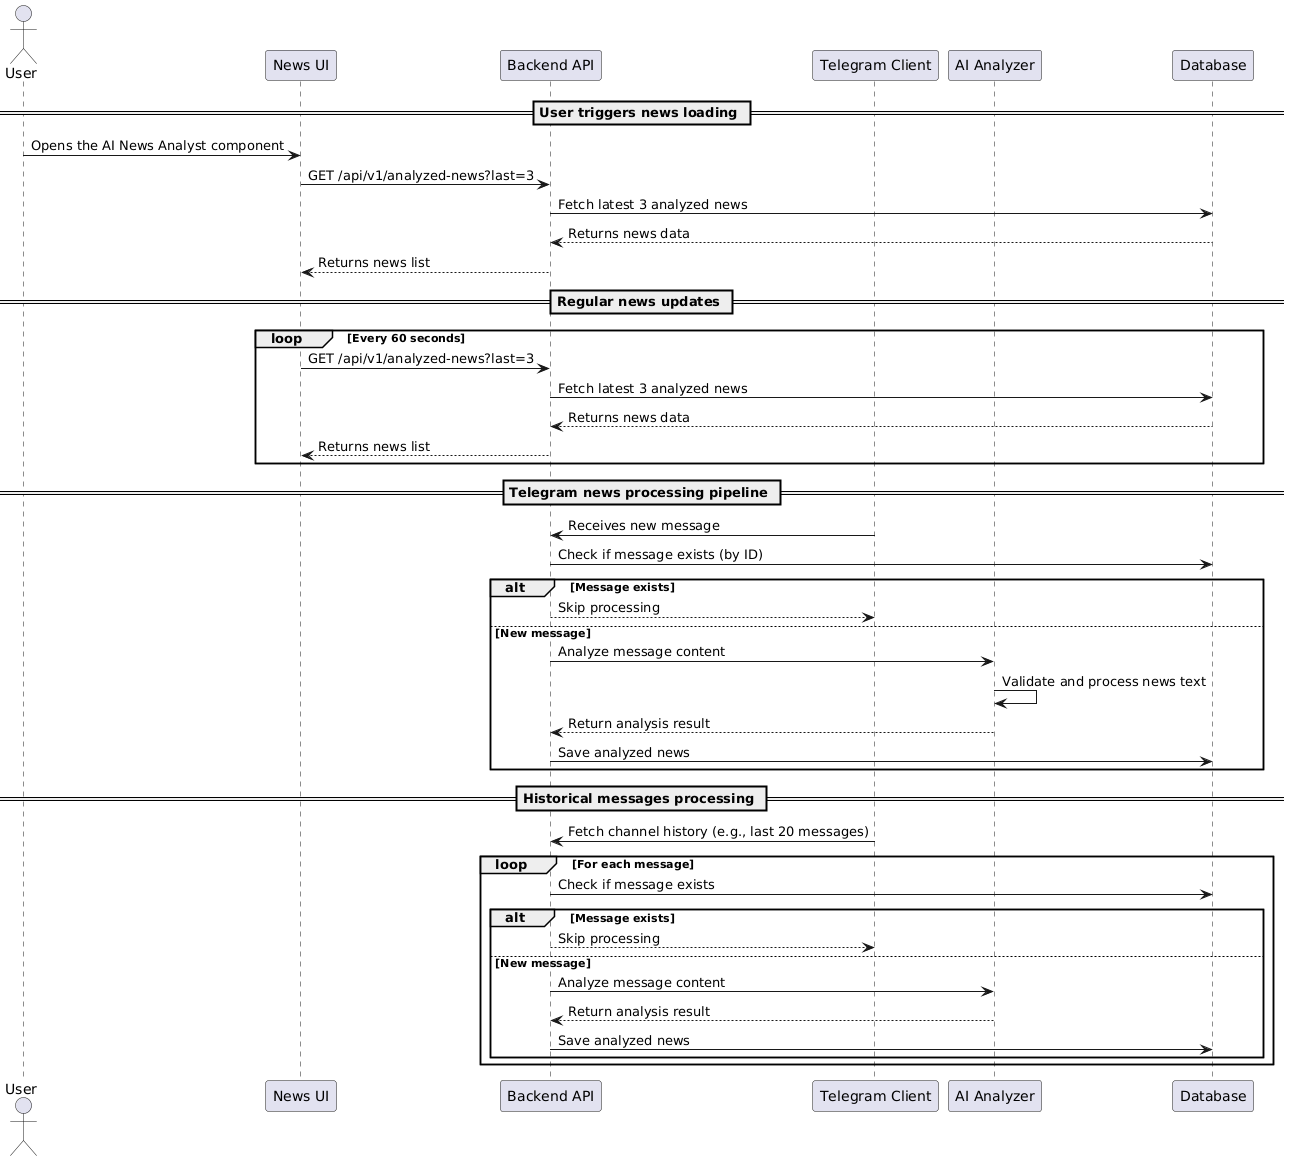 User
News UI
Backend API
Telegram Client
AI Analyzer
Database
User triggers news loading
Opens the AI News Analyst component
GET /api/v1/analyzed-news?last=3
Fetch latest 3 analyzed news
Returns news data
Returns news list
Regular news updates
loop [Every 60 seconds]
GET /api/v1/analyzed-news?last=3
Fetch latest 3 analyzed news
Returns news data
Returns news list
Telegram news processing pipeline
Receives new message
Check if message exists (by ID)
alt [Message exists]
Skip processing
[New message]
Analyze message content
Validate and process news text
Return analysis result
Save analyzed news
Historical messages processing
Fetch channel history (e.g., last 20 messages)
loop [For each message]
Check if message exists
alt [Message exists]
Skip processing
[New message]
Analyze message content
Return analysis result
Save analyzed news
User
News UI
Backend API
Telegram Client
AI Analyzer
Database